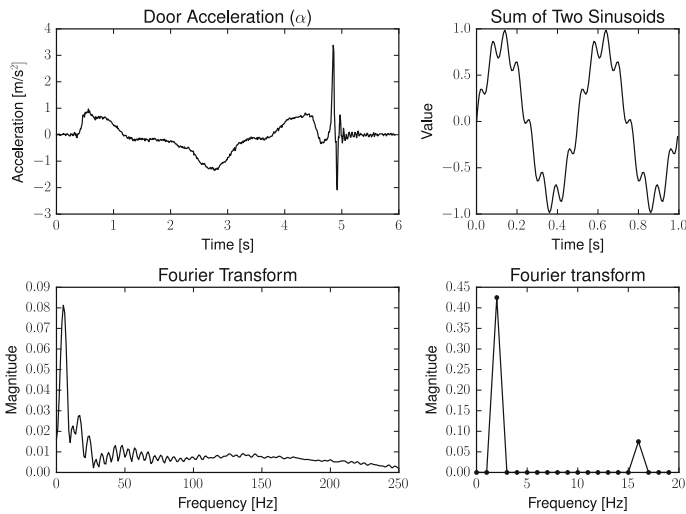 Door Acceleration (α)
Acceleration [m/s²]
4
3
2
1
0
−1
−2
−3
0 1 2 3 4 5 6
Time [s]
Sum of Two Sinusoids
Value
1.0
0.5
0.0
−0.5
−1.0
0.0 0.2 0.4 0.6 0.8 1.0
Time [s]
Fourier Transform
Magnitude
0.09
0.08
0.07
0.06
0.05
0.04
0.03
0.02
0.01
0.00
0 50 100 150 200 250
Frequency [Hz]
Fourier transform
Magnitude
0.45
0.40
0.35
0.30
0.25
0.20
0.15
0.10
0.05
0.00
0 5 10 15 20
Frequency [Hz]